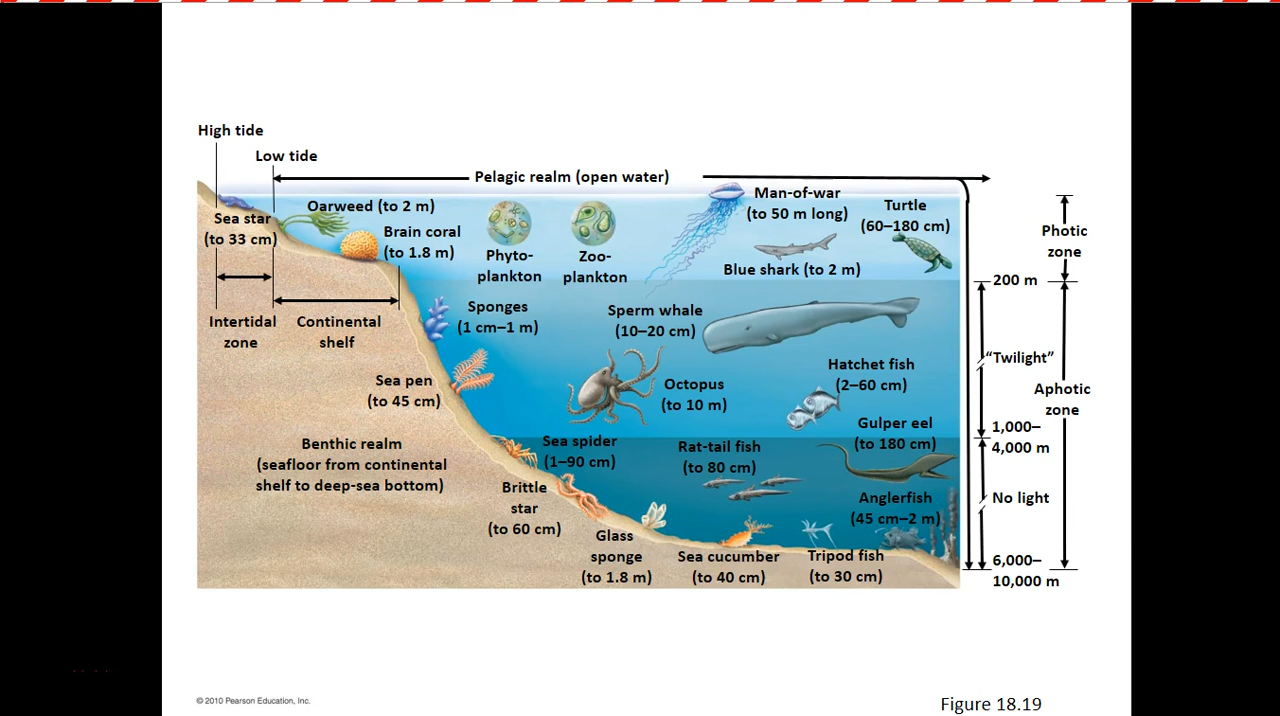 High tide
Low tide
Pelagic realm (open water)
Sea star
(to 33 cm)
Oarweed (to 2 m)
Brain coral
(to 1.8 m)
Phyto-
plankton
Zoo-
plankton
Man-of-war
(to 50 m long)
Turtle
(60–180 cm)
Blue shark (to 2 m)
Photic
zone
200 m
Intertidal
zone
Continental
shelf
Sponges
(1 cm–1 m)
Sperm whale
(10–20 cm)
“Twilight”
Hatchet fish
(2–60 cm)
Sea pen
(to 45 cm)
Octopus
(to 10 m)
Aphotic
zone
Gulper eel
(to 180 cm)
1,000–
4,000 m
Benthic realm
(seafloor from continental
shelf to deep-sea bottom)
Sea spider
(1–90 cm)
Rat-tail fish
(to 80 cm)
Brittle
star
(to 60 cm)
Anglerfish
(45 cm–2 m)
No light
Glass
sponge
(to 1.8 m)
Sea cucumber
(to 40 cm)
Tripod fish
(to 30 cm)
6,000–
10,000 m
© 2010 Pearson Education, Inc.
Figure 18.19